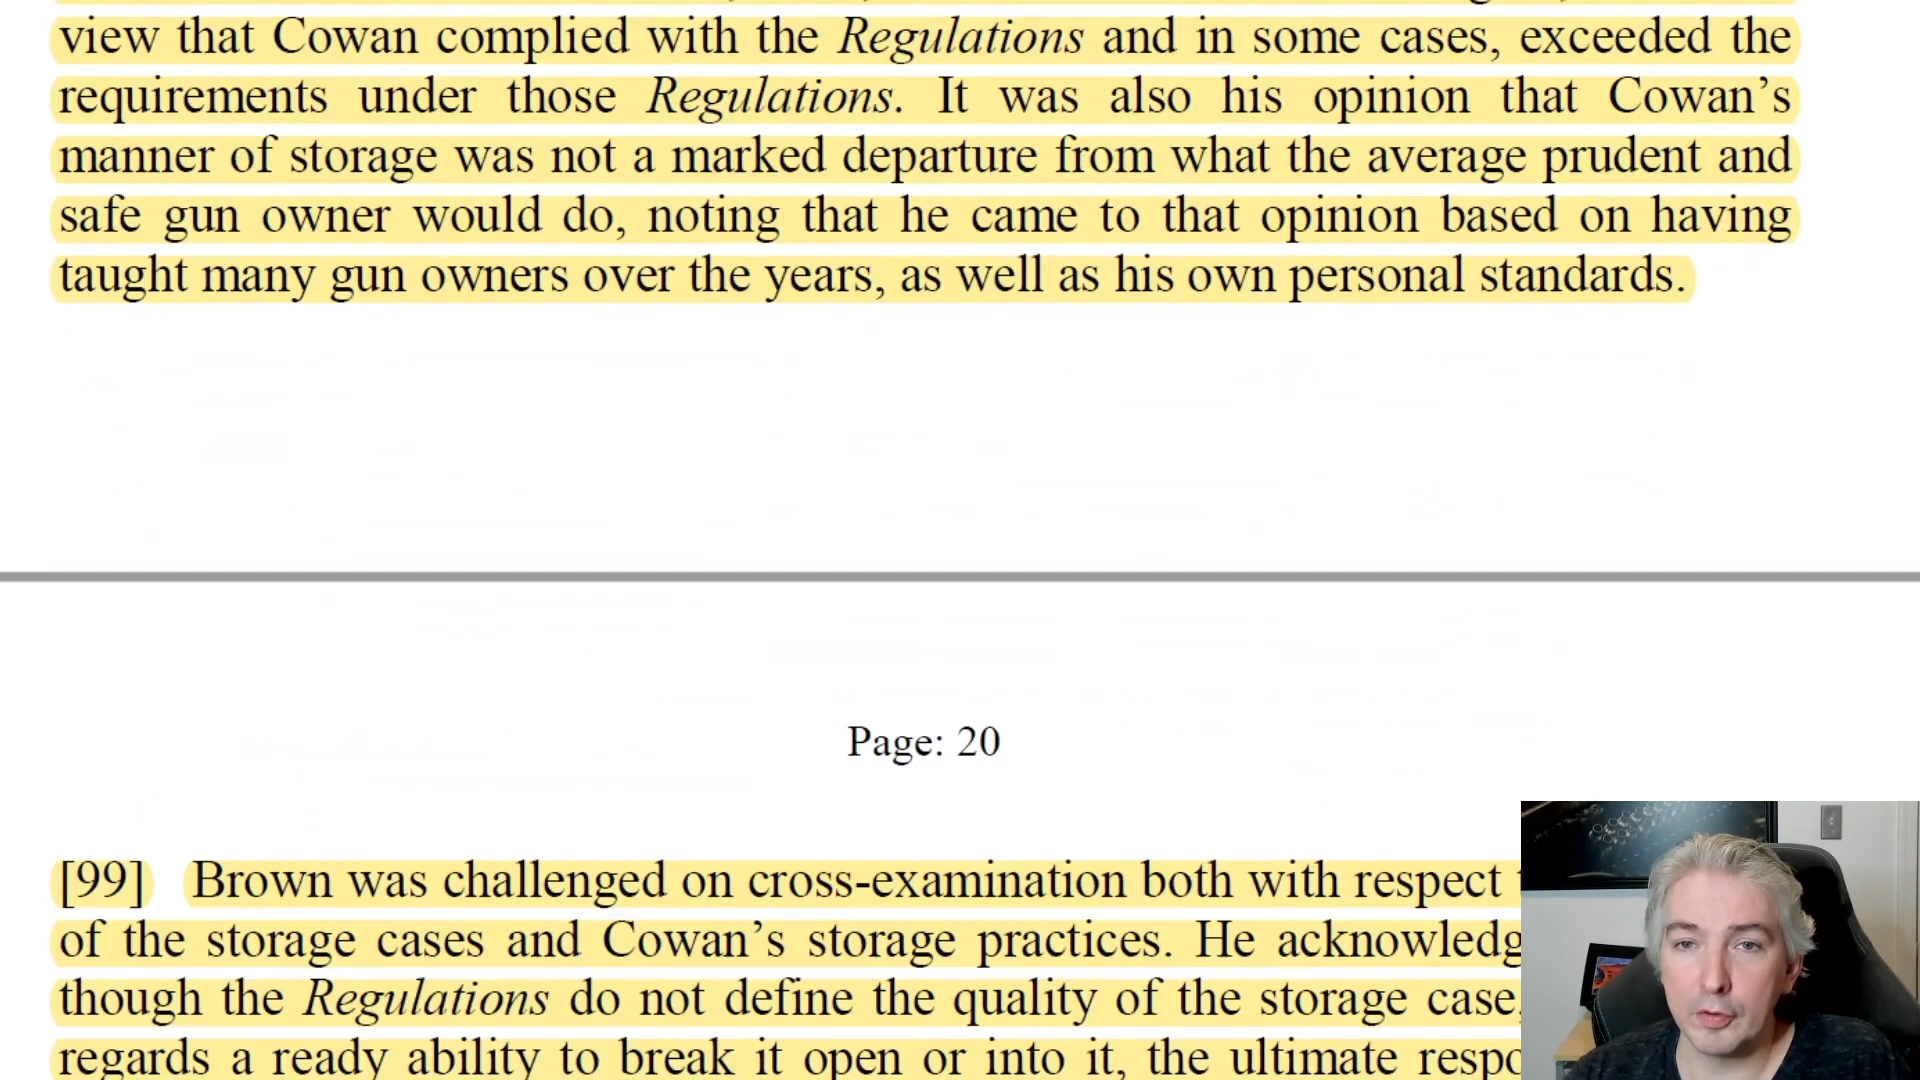 view that Cowan complied with the Regulations and in some cases, exceeded the
requirements under those Regulations. It was also his opinion that Cowan's
manner of storage was not a marked departure from what the average prudent and
safe gun owner would do, noting that he came to that opinion based on having
taught many gun owners over the years, as well as his own personal standards.
Page: 20
[99] Brown was challenged on cross-examination both with respect
of the storage cases and Cowan's storage practices. He
though the Regulations do not define the quality of the storage case,
regards a ready ability to break it open or into it, the ultimate